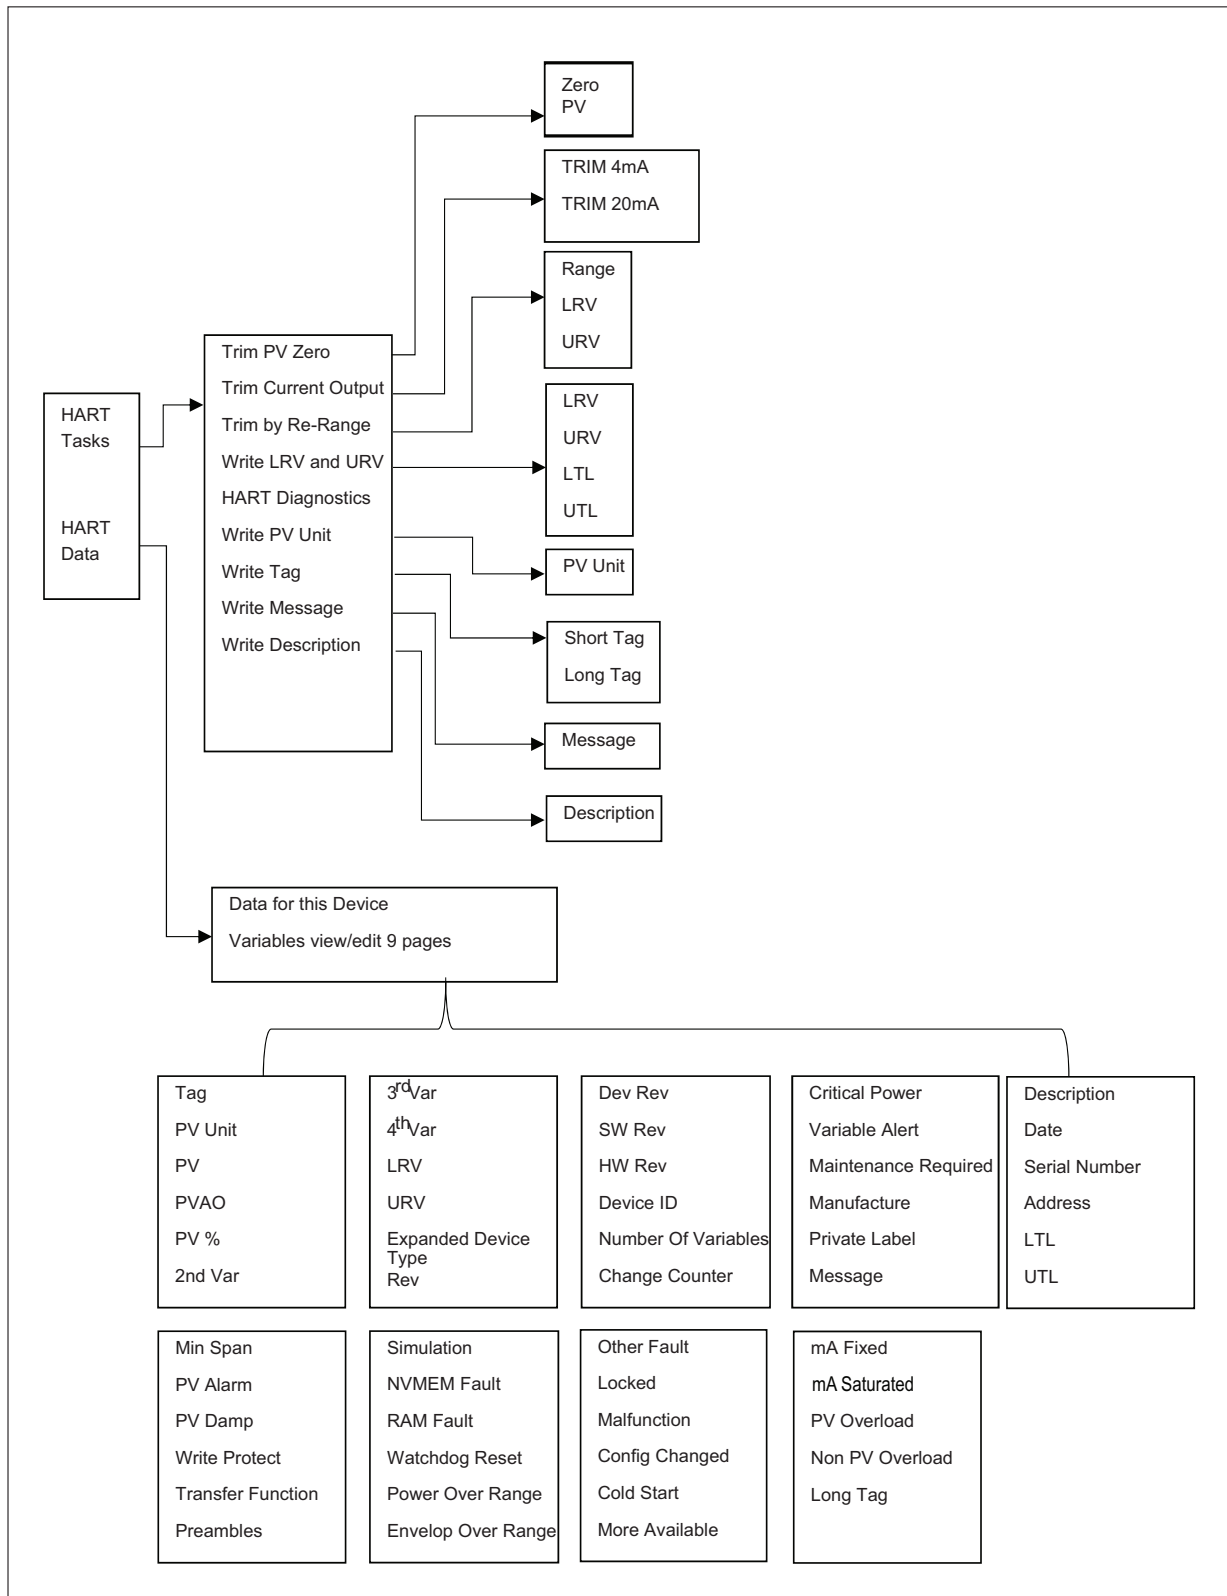 Zero
PV
TRIM 4mA
TRIM 20mA
Range
LRV
URV
HART
Tasks
HART
Data
Trim PV Zero
Trim Current Output
Trim by Re-Range
Write LRV and URV
HART Diagnostics
Write PV Unit
Write Tag
Write Message
Write Description
LRV
URV
LTL
UTL
PV Unit
Short Tag
Long Tag
Message
Description
Data for this Device
Variables view/edit 9 pages
Tag
PV Unit
PV
PVAO
PV %
2nd Var
3rd Var
4th Var
LRV
URV
Expanded Device
Type
Rev
Dev Rev
SW Rev
HW Rev
Device ID
Number Of Variables
Change Counter
Critical Power
Variable Alert
Maintenance Required
Manufacture
Private Label
Message
Description
Date
Serial Number
Address
LTL
UTL
Min Span
PV Alarm
PV Damp
Write Protect
Transfer Function
Preambles
Simulation
NVMEM Fault
RAM Fault
Watchdog Reset
Power Over Range
Envelop Over Range
Other Fault
Locked
Malfunction
Config Changed
Cold Start
More Available
mA Fixed
mA Saturated
PV Overload
Non PV Overload
Long Tag